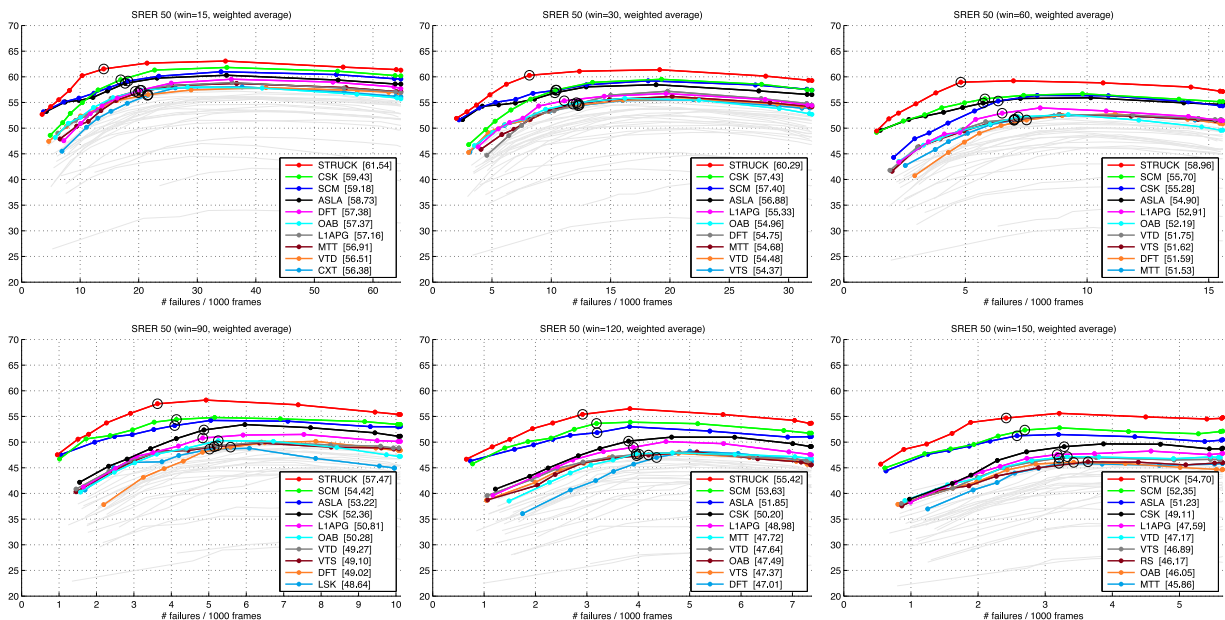 SRER 50 (win=15, weighted average)
70
65
60
55
50
45
40
35
30
25
20
0 10 20 30 40 50 60
# failures / 1000 frames
STRUCK [61,54]
CSK [59,43]
SCM [59,18]
ASLA [58,73]
DFT [57,38]
OAB [57,37]
L1APG [57,16]
MTT [56,91]
VTD [56,51]
CXT [56,38]
SRER 50 (win=30, weighted average)
70
65
60
55
50
45
40
35
30
25
20
0 5 10 15 20 25 30
# failures / 1000 frames
STRUCK [60,29]
CSK [57,43]
SCM [57,40]
ASLA [56,88]
L1APG [55,33]
OAB [54,96]
DFT [54,75]
MTT [54,68]
VTD [54,48]
VTS [54,37]
SRER 50 (win=60, weighted average)
70
65
60
55
50
45
40
35
30
25
20
0 5 10 15
# failures / 1000 frames
STRUCK [58,96]
SCM [55,70]
CSK [55,28]
ASLA [54,90]
L1APG [52,91]
OAB [52,19]
VTD [51,75]
VTS [51,62]
DFT [51,59]
MTT [51,53]
SRER 50 (win=90, weighted average)
70
65
60
55
50
45
40
35
30
25
20
0 1 2 3 4 5 6 7 8 9 10
# failures / 1000 frames
STRUCK [57,47]
SCM [54,42]
ASLA [53,22]
CSK [52,36]
L1APG [50,81]
OAB [50,28]
VTD [49,27]
VTS [49,10]
DFT [49,02]
LSK [48,64]
SRER 50 (win=120, weighted average)
70
65
60
55
50
45
40
35
30
25
20
0 1 2 3 4 5 6 7
# failures / 1000 frames
STRUCK [55,42]
SCM [53,63]
ASLA [51,85]
CSK [50,20]
L1APG [48,98]
MTT [47,72]
VTD [47,64]
OAB [47,49]
VTS [47,37]
DFT [47,01]
SRER 50 (win=150, weighted average)
70
65
60
55
50
45
40
35
30
25
20
0 1 2 3 4 5
# failures / 1000 frames
STRUCK [54,70]
SCM [52,35]
ASLA [51,23]
CSK [49,11]
L1APG [47,59]
VTD [47,17]
VTS [46,89]
RS [46,17]
OAB [46,05]
MTT [45,86]